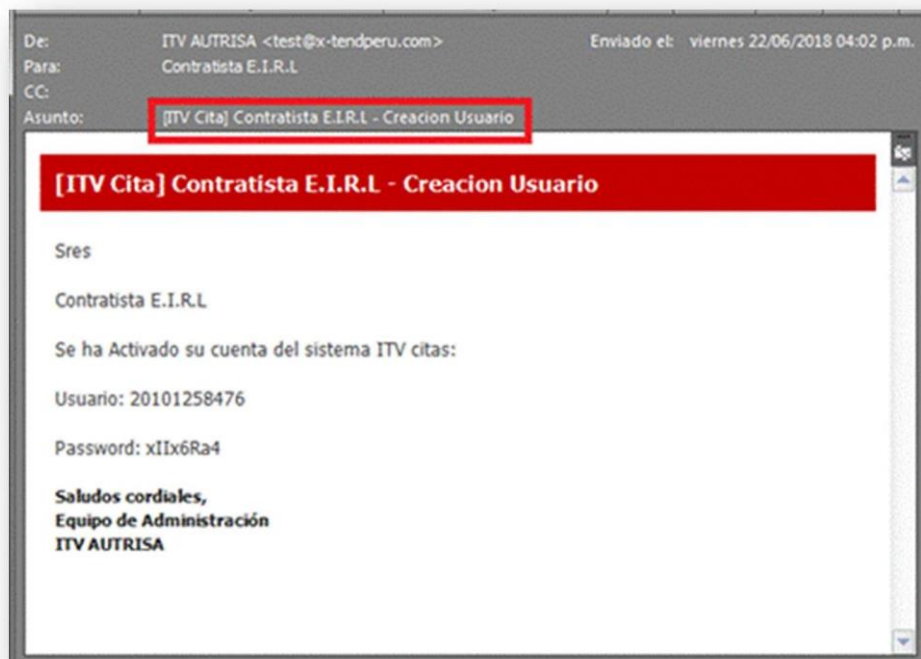 De: ITV AUTRISA <test@x-tendperu.com> Enviado el: viernes 22/06/2018 04:02 p.m.
Para: Contratista E.I.R.L
CC:
Asunto: [ITV Cita] Contratista E.I.R.L - Creacion Usuario
[ITV Cita] Contratista E.I.R.L - Creacion Usuario
Sres
Contratista E.I.R.L
Se ha Activado su cuenta del sistema ITV citas:
Usuario: 20101258476
Password: xIIx6Ra4
Saludos cordiales,
Equipo de Administración
ITV AUTRISA